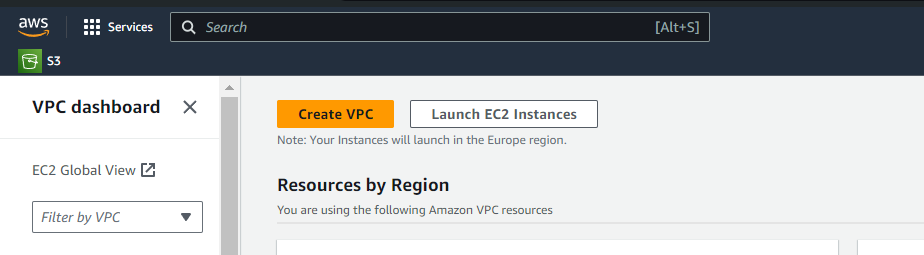 aws
Services
Search
[Alt+S]
S3
VPC dashboard
Create VPC
Launch EC2 Instances
Note: Your Instances will launch in the Europe region.
EC2 Global View
Resources by Region
Filter by VPC
You are using the following Amazon VPC resources